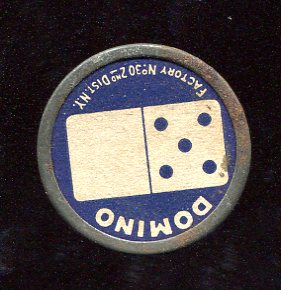 DOMINO
FACTORY Nº30 2ND DIST. N.Y.